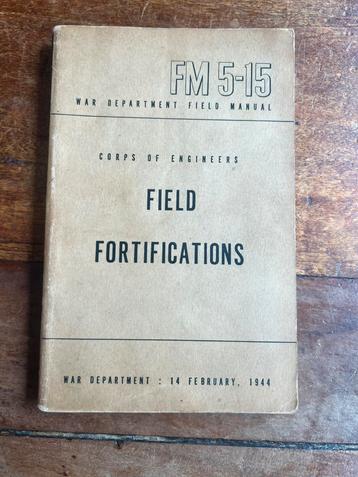 FM 5-15
WAR DEPARTMENT FIELD MANUAL
CORPS OF ENGINEERS
FIELD
FORTIFICATIONS
WAR DEPARTMENT : 14 FEBRUARY, 1944